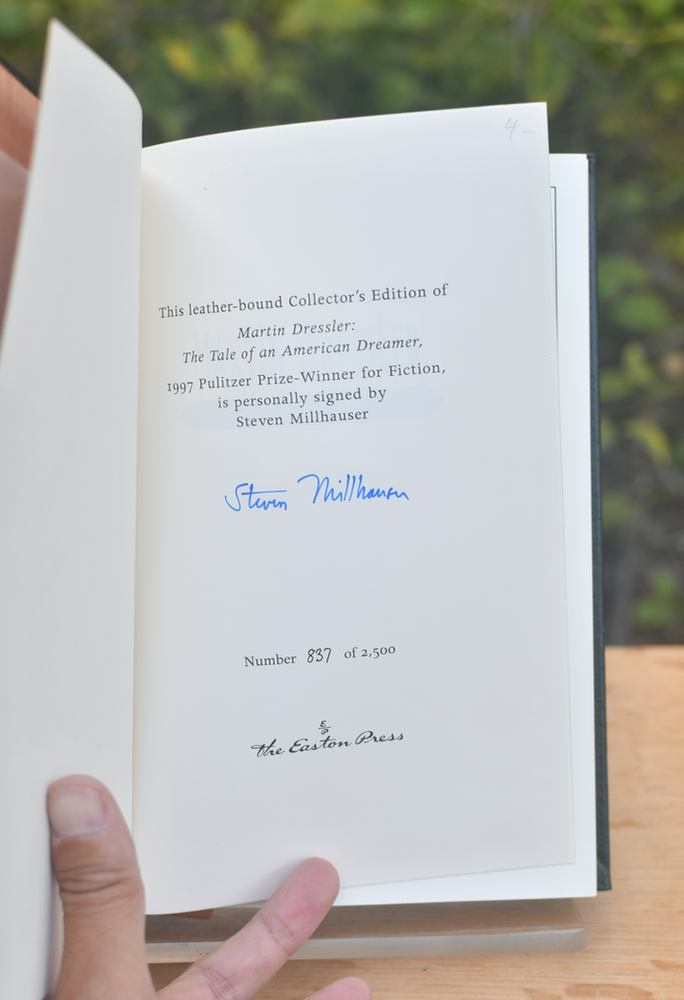 4–
This leather-bound Collector's Edition of
Martin Dressler:
The Tale of an American Dreamer,
1997 Pulitzer Prize-Winner for Fiction,
is personally signed by
Steven Millhauser
Steven Millhauser
Number 837 of 2,500
E/P
the Easton Press